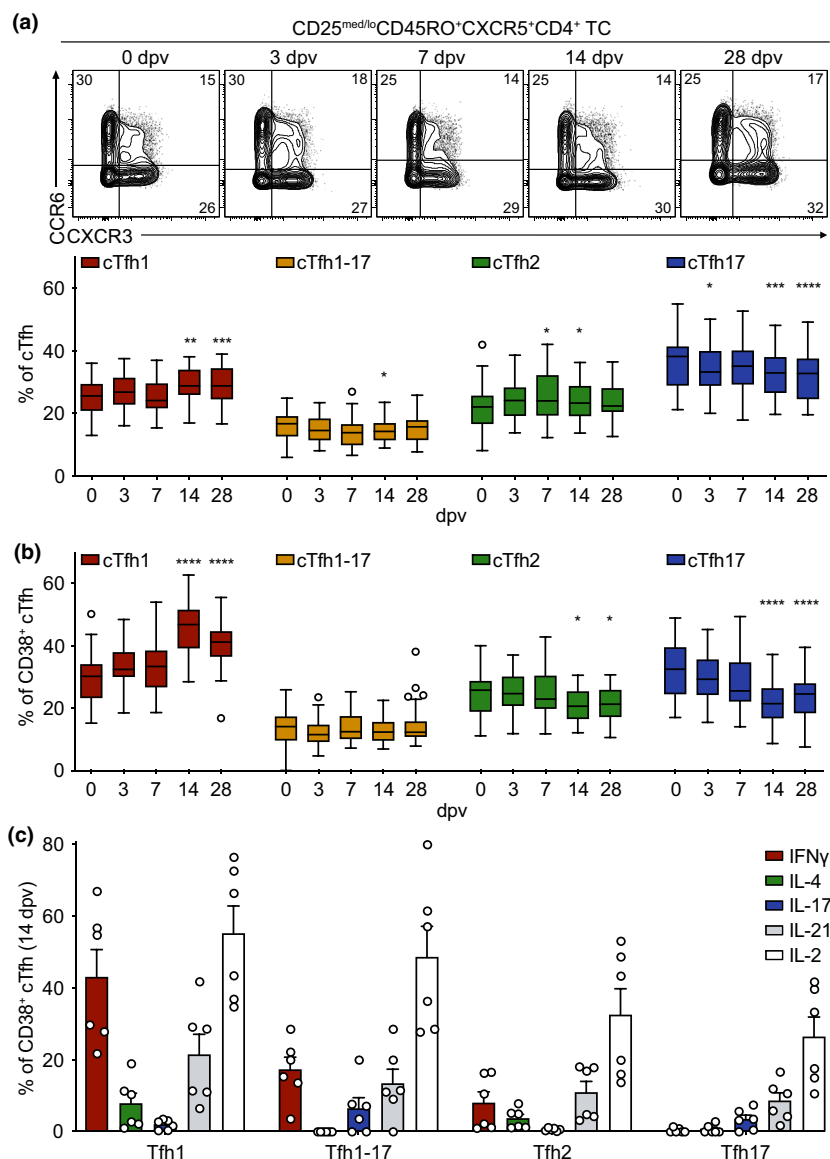 (a)
CD25med/loCD45RO+CXCR5+CD4+ TC
0 dpv 3 dpv 7 dpv 14 dpv 28 dpv
30 15 30 18 25 14 25 14 25 17
26 27 29 30 32
CCR6
CCXCR3
cTfh1 cTfh1-17 cTfh2 cTfh17
% of cTfh
60
40
20
0
** *** * * * * *** ****
0 3 7 14 28 0 3 7 14 28 0 3 7 14 28 0 3 7 14 28
dpv
(b)
cTfh1 cTfh1-17 cTfh2 cTfh17
% of CD38+ cTfh
60
40
20
0
**** **** * * **** ****
0 3 7 14 28 0 3 7 14 28 0 3 7 14 28 0 3 7 14 28
dpv
(c)
% of CD38+ cTfh (14 dpv)
80
60
40
20
0
IFNγ
IL-4
IL-17
IL-21
IL-2
Tfh1 Tfh1-17 Tfh2 Tfh17